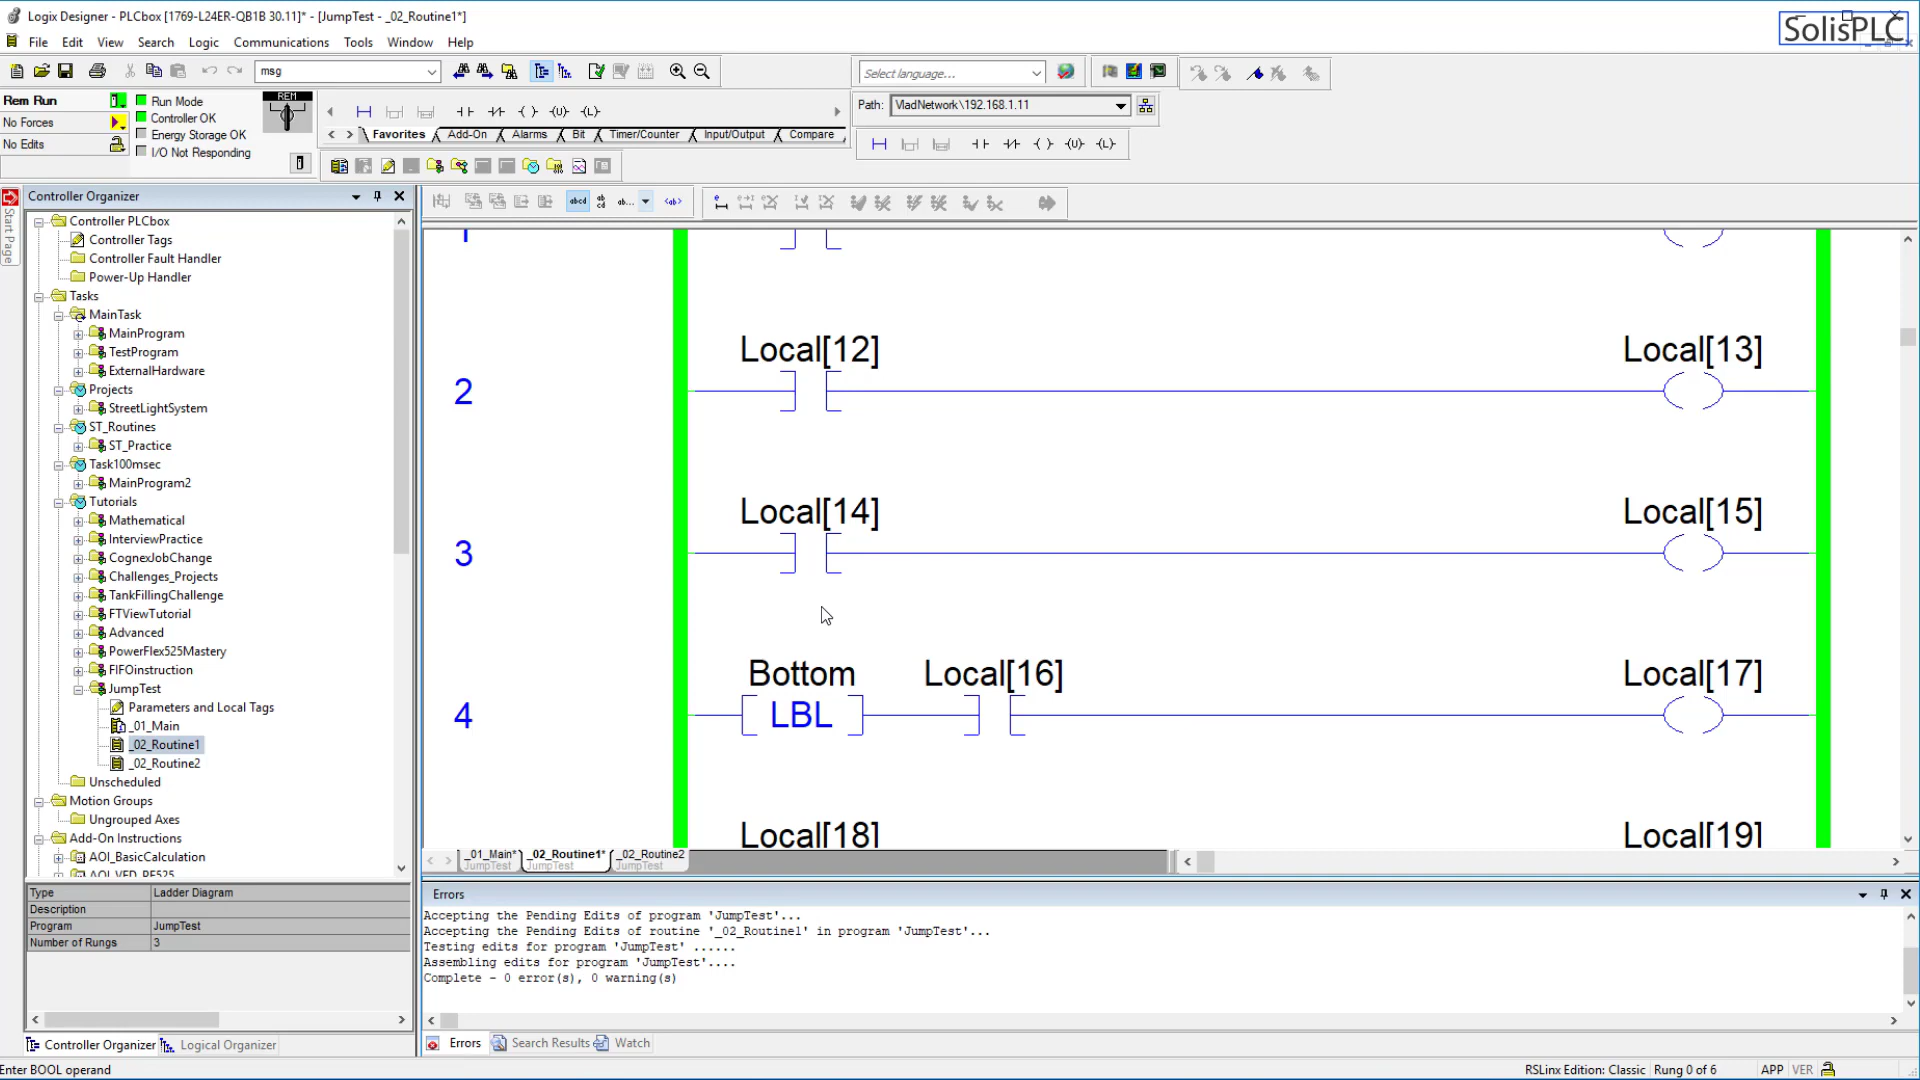 Logix Designer - PLCbox [1769-L24ER-QB1B 30.11]* - [JumpTest - _02_Routine1*]
SolisPLC
File Edit View Search Logic Communications Tools Window Help
msg
Select language...
Rem Run
No Forces
No Edits
Run Mode
Controller OK
Energy Storage OK
I/O Not Responding
REM
Path: VladNetwork\192.168.1.11
Favorites Add-On Alarms Bit Timer/Counter Input/Output Compare
Start Page
Controller Organizer
Controller PLCbox
Controller Tags
Controller Fault Handler
Power-Up Handler
Tasks
MainTask
MainProgram
TestProgram
ExternalHardware
Projects
StreetLightSystem
ST_Routines
ST_Practice
Task100msec
MainProgram2
Tutorials
Mathematical
InterviewPractice
CognexJobChange
Challenges_Projects
TankFillingChallenge
FTViewTutorial
Advanced
PowerFlex525Mastery
FIFOinstruction
JumpTest
Parameters and Local Tags
_01_Main
_02_Routine1
_02_Routine2
Unscheduled
Motion Groups
Ungrouped Axes
Add-On Instructions
AOI_BasicCalculation
Type Ladder Diagram
Description
Program JumpTest
Number of Rungs 3
Controller Organizer Logical Organizer
1
Local[12] Local[13]
2
Local[14] Local[15]
3
Bottom Local[16] Local[17]
4 LBL
Local[18] Local[19]
_01_Main* _02_Routine1* _02_Routine2
JumpTest JumpTest JumpTest
Errors
Accepting the Pending Edits of program 'JumpTest'...
Accepting the Pending Edits of routine '_02_Routine1' in program 'JumpTest'...
Testing edits for program 'JumpTest' ......
Assembling edits for program 'JumpTest'....
Complete - 0 error(s), 0 warning(s)
Errors Search Results Watch
Enter BOOL operand
RSLinx Edition: Classic Rung 0 of 6 APP VER